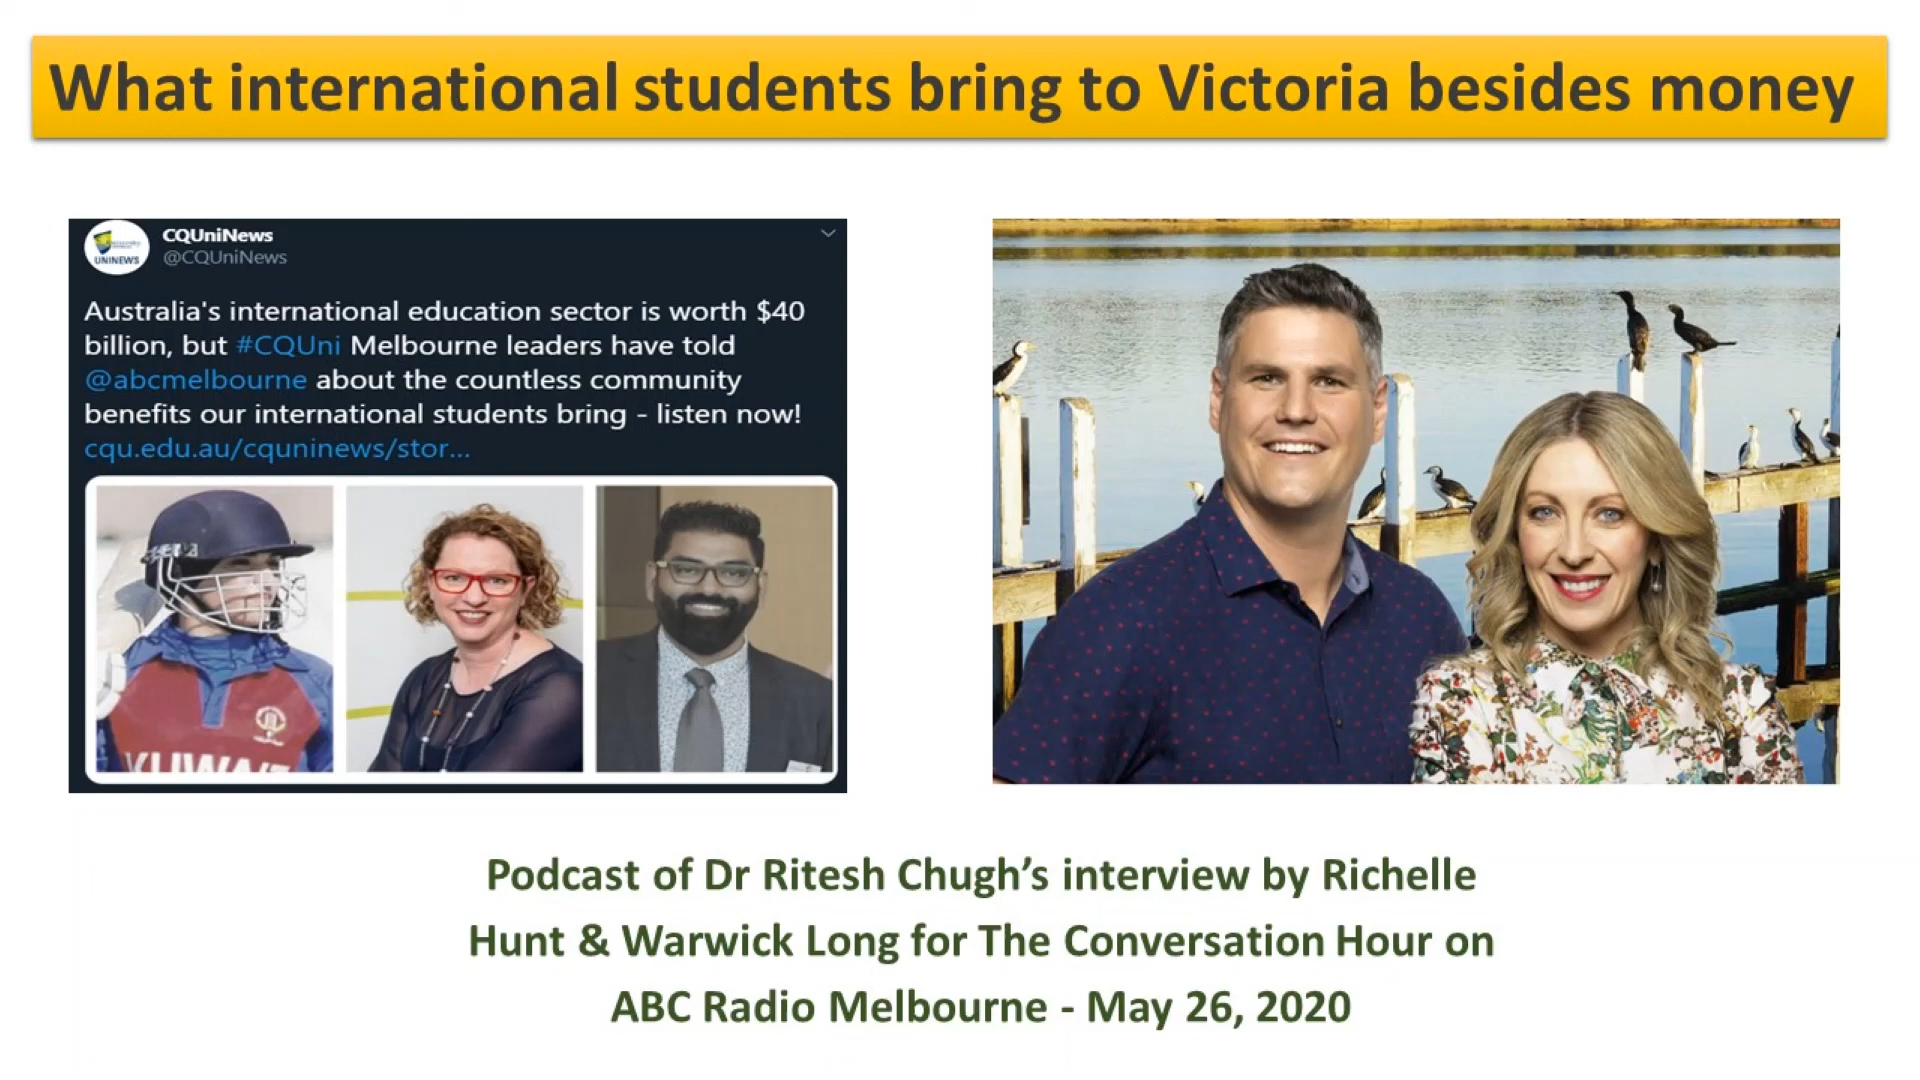 What international students bring to Victoria besides money
CQUniNews
@CQUniNews
UNINEWS
Australia's international education sector is worth $40
billion, but #CQUni Melbourne leaders have told
@abcmelbourne about the countless community
benefits our international students bring - listen now!
cqu.edu.au/cquninews/stor...
Podcast of Dr Ritesh Chugh’s interview by Richelle
Hunt & Warwick Long for The Conversation Hour on
ABC Radio Melbourne - May 26, 2020